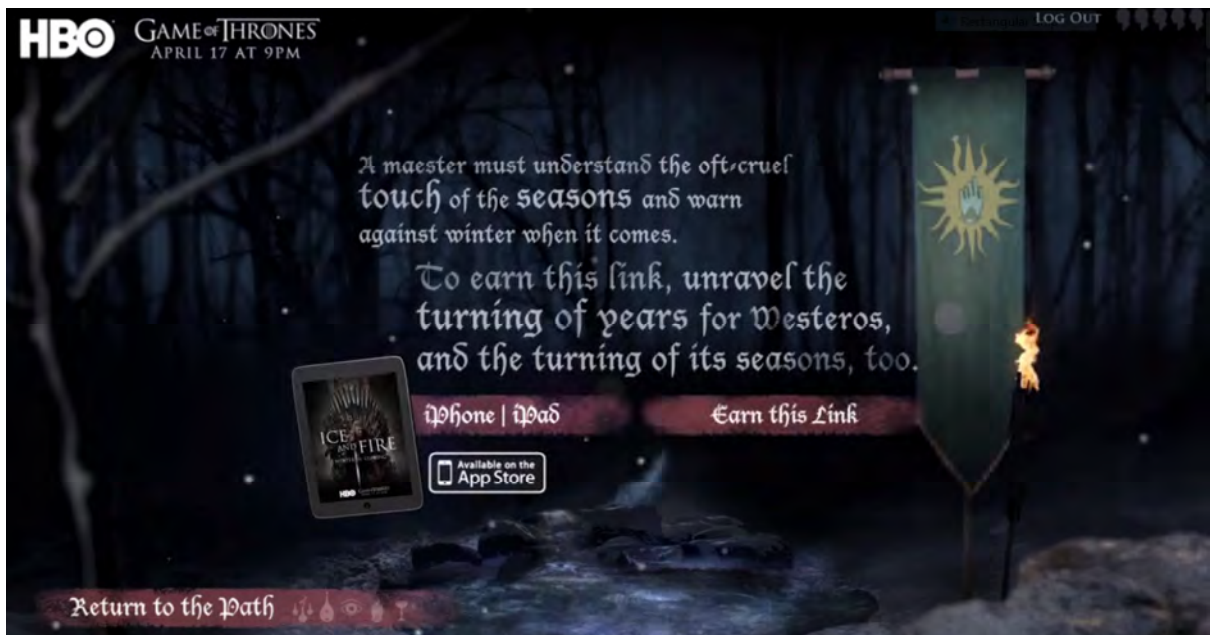 HBO
GAME OF THRONES
APRIL 17 AT 9PM
Rectangular
LOG OUT
A maester must understand the oft-cruel
touch of the seasons and warn
against winter when it comes.
To earn this link, unravel the
turning of years for Westeros,
and the turning of its seasons, too.
iPhone | iPad
Earn this Link
ICE
AND
FIRE
HBO
Available on the
App Store
Return to the Path